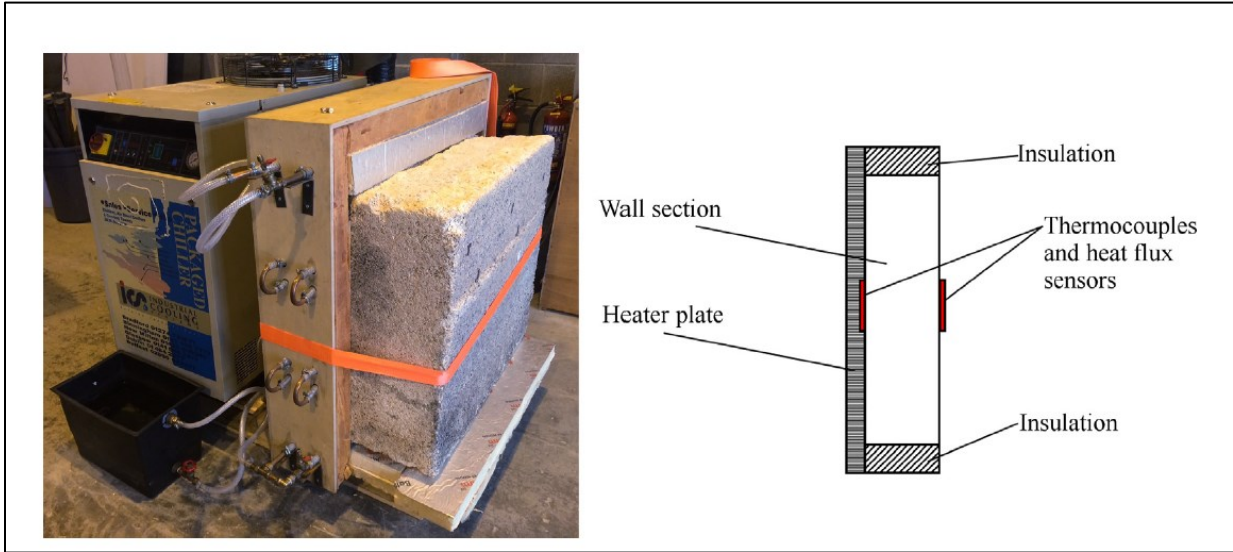 PACKAGED
CHILLER
ics
INDUSTRIAL
COOLING
Insulation
Wall section
Thermocouples
and heat flux
sensors
Heater plate
Insulation